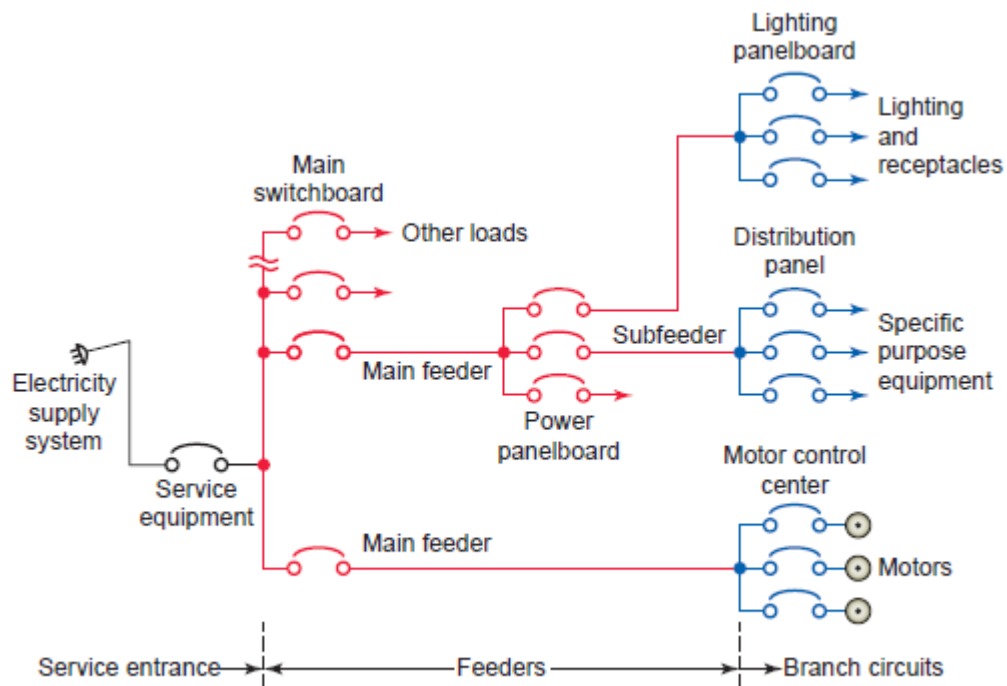 Lighting
panelboard
Lighting
and
receptacles
Main
switchboard
Other loads
Distribution
panel
Subfeeder
Specific
purpose
equipment
Main feeder
Electricity
supply
system
Power
panelboard
Motor control
center
Service
equipment
Main feeder
Motors
Service entrance
Feeders
Branch circuits